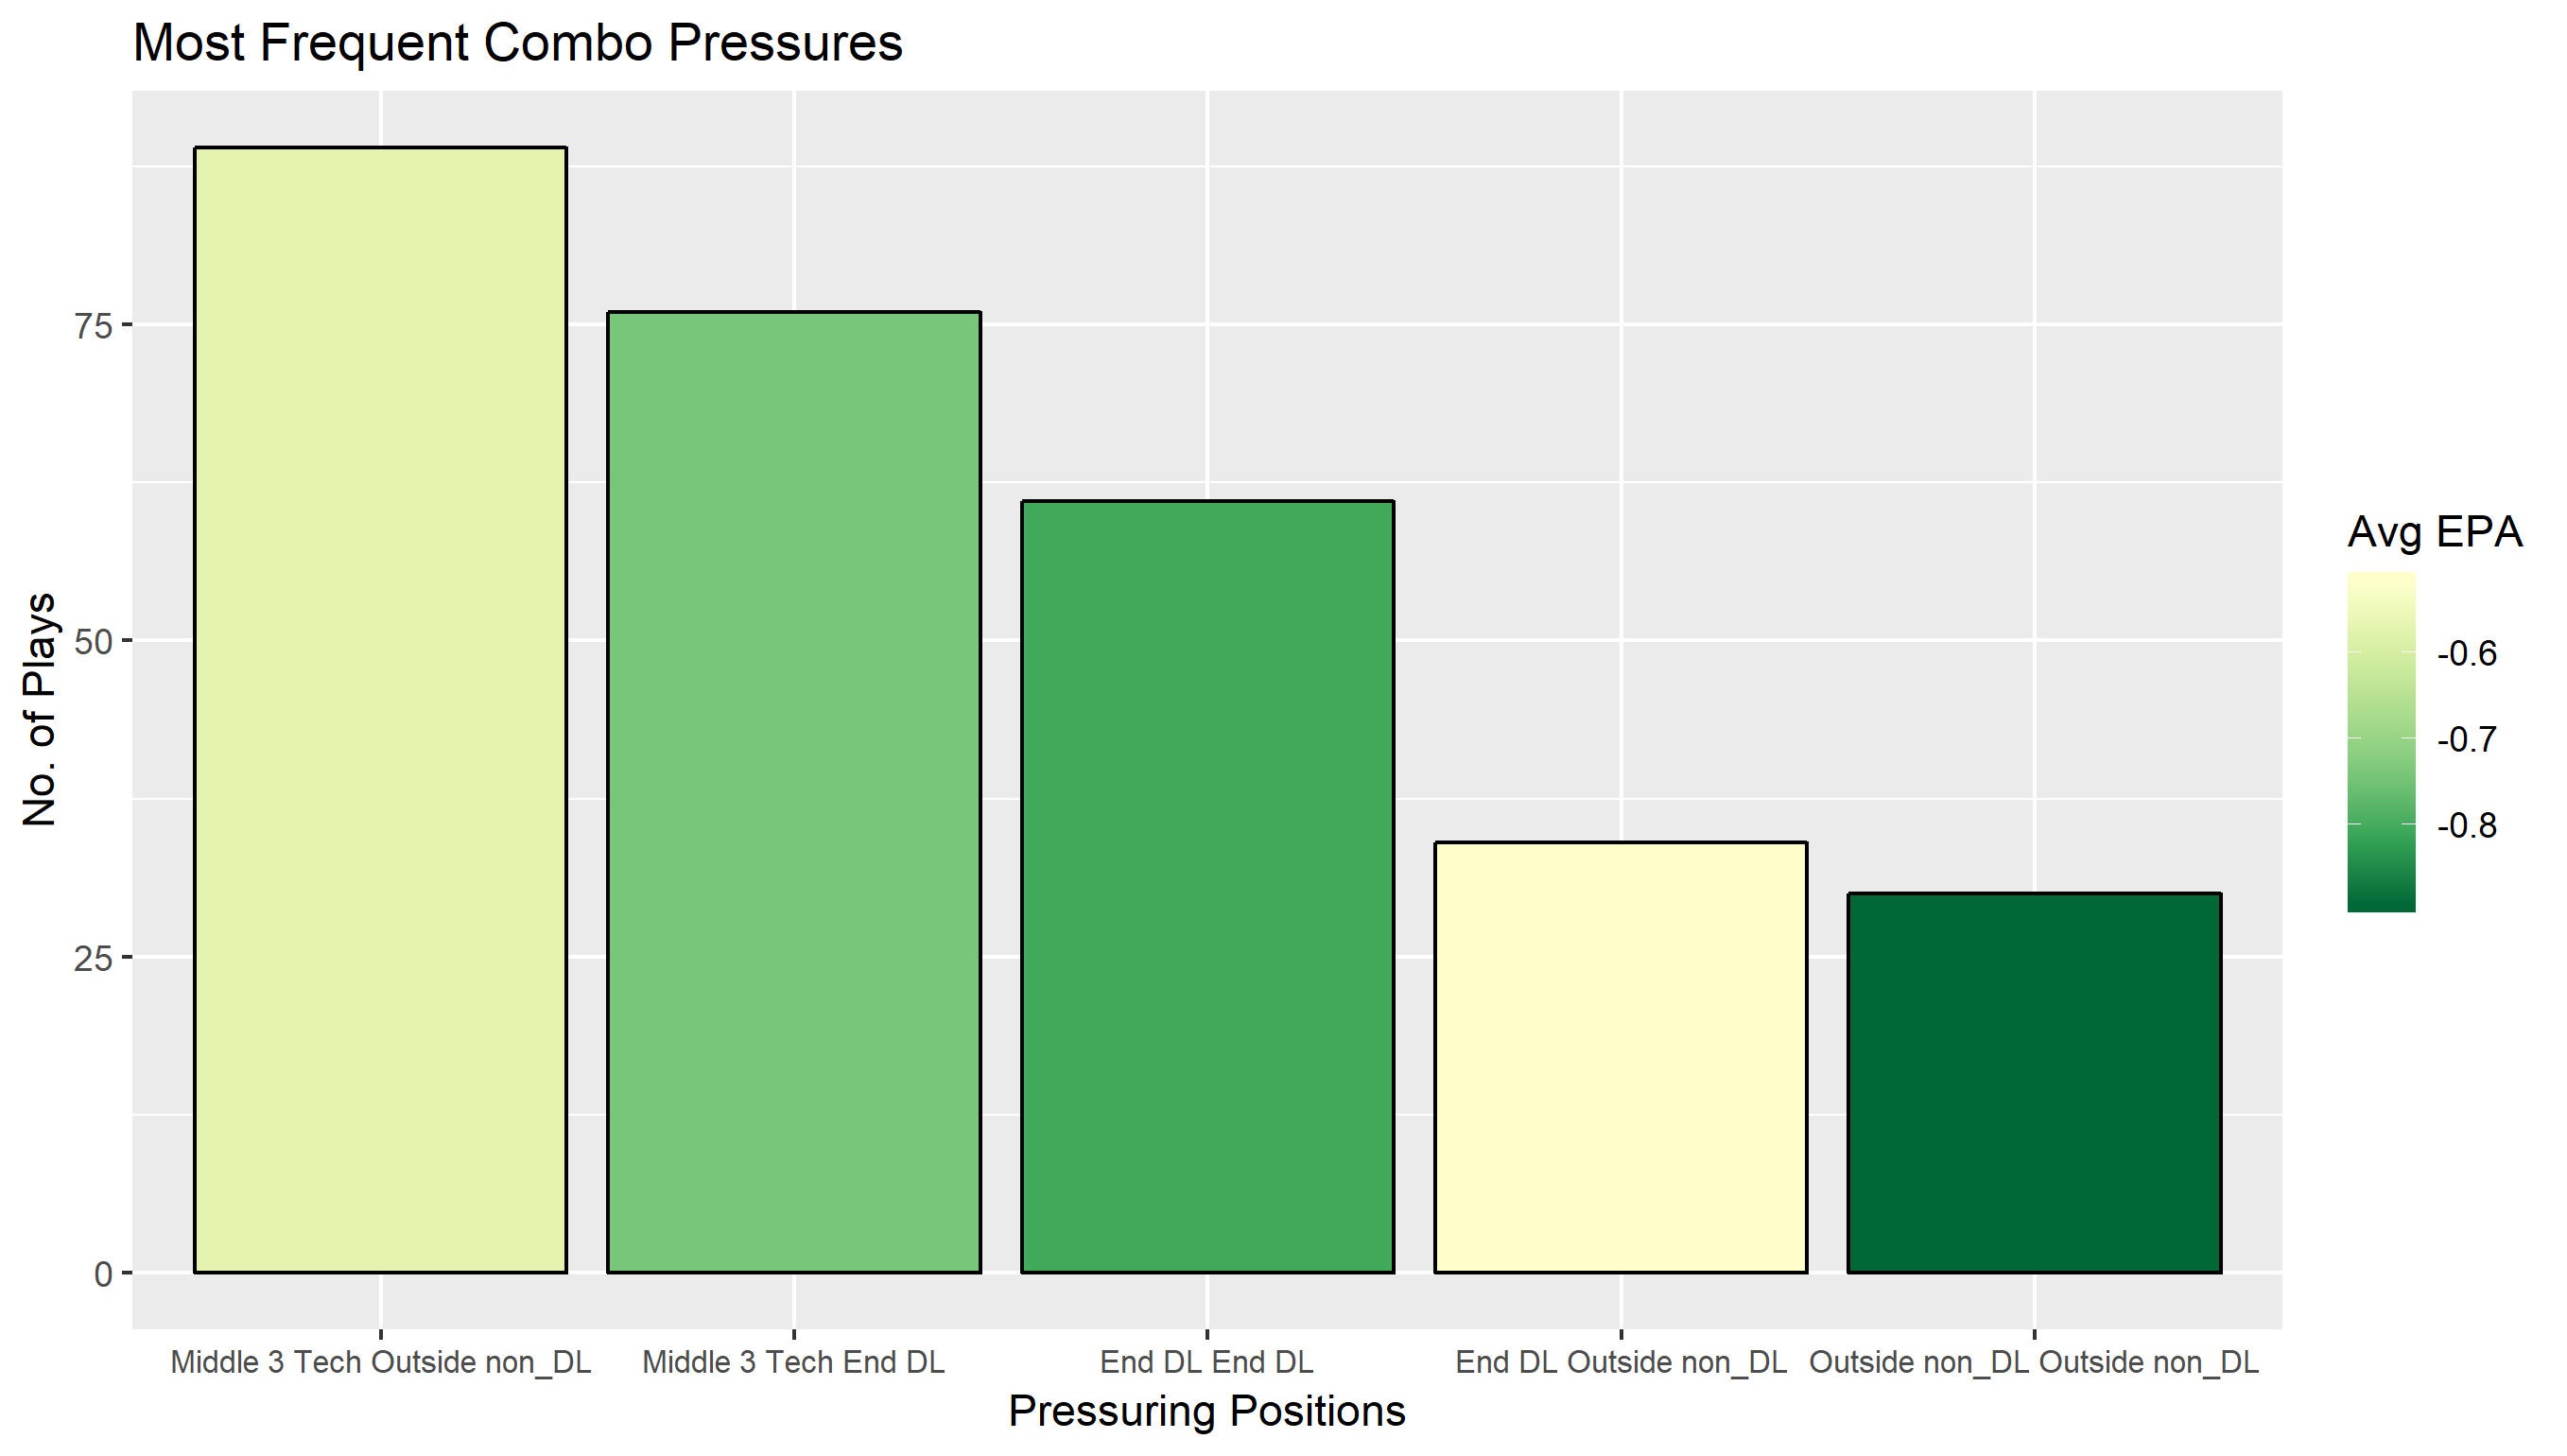 Most Frequent Combo Pressures
No. of Plays
75
50
25
0
Middle 3 Tech Outside non_DL
Middle 3 Tech End DL
End DL End DL
End DL Outside non_DL
Outside non_DL Outside non_DL
Pressuring Positions
Avg EPA
-0.6
-0.7
-0.8